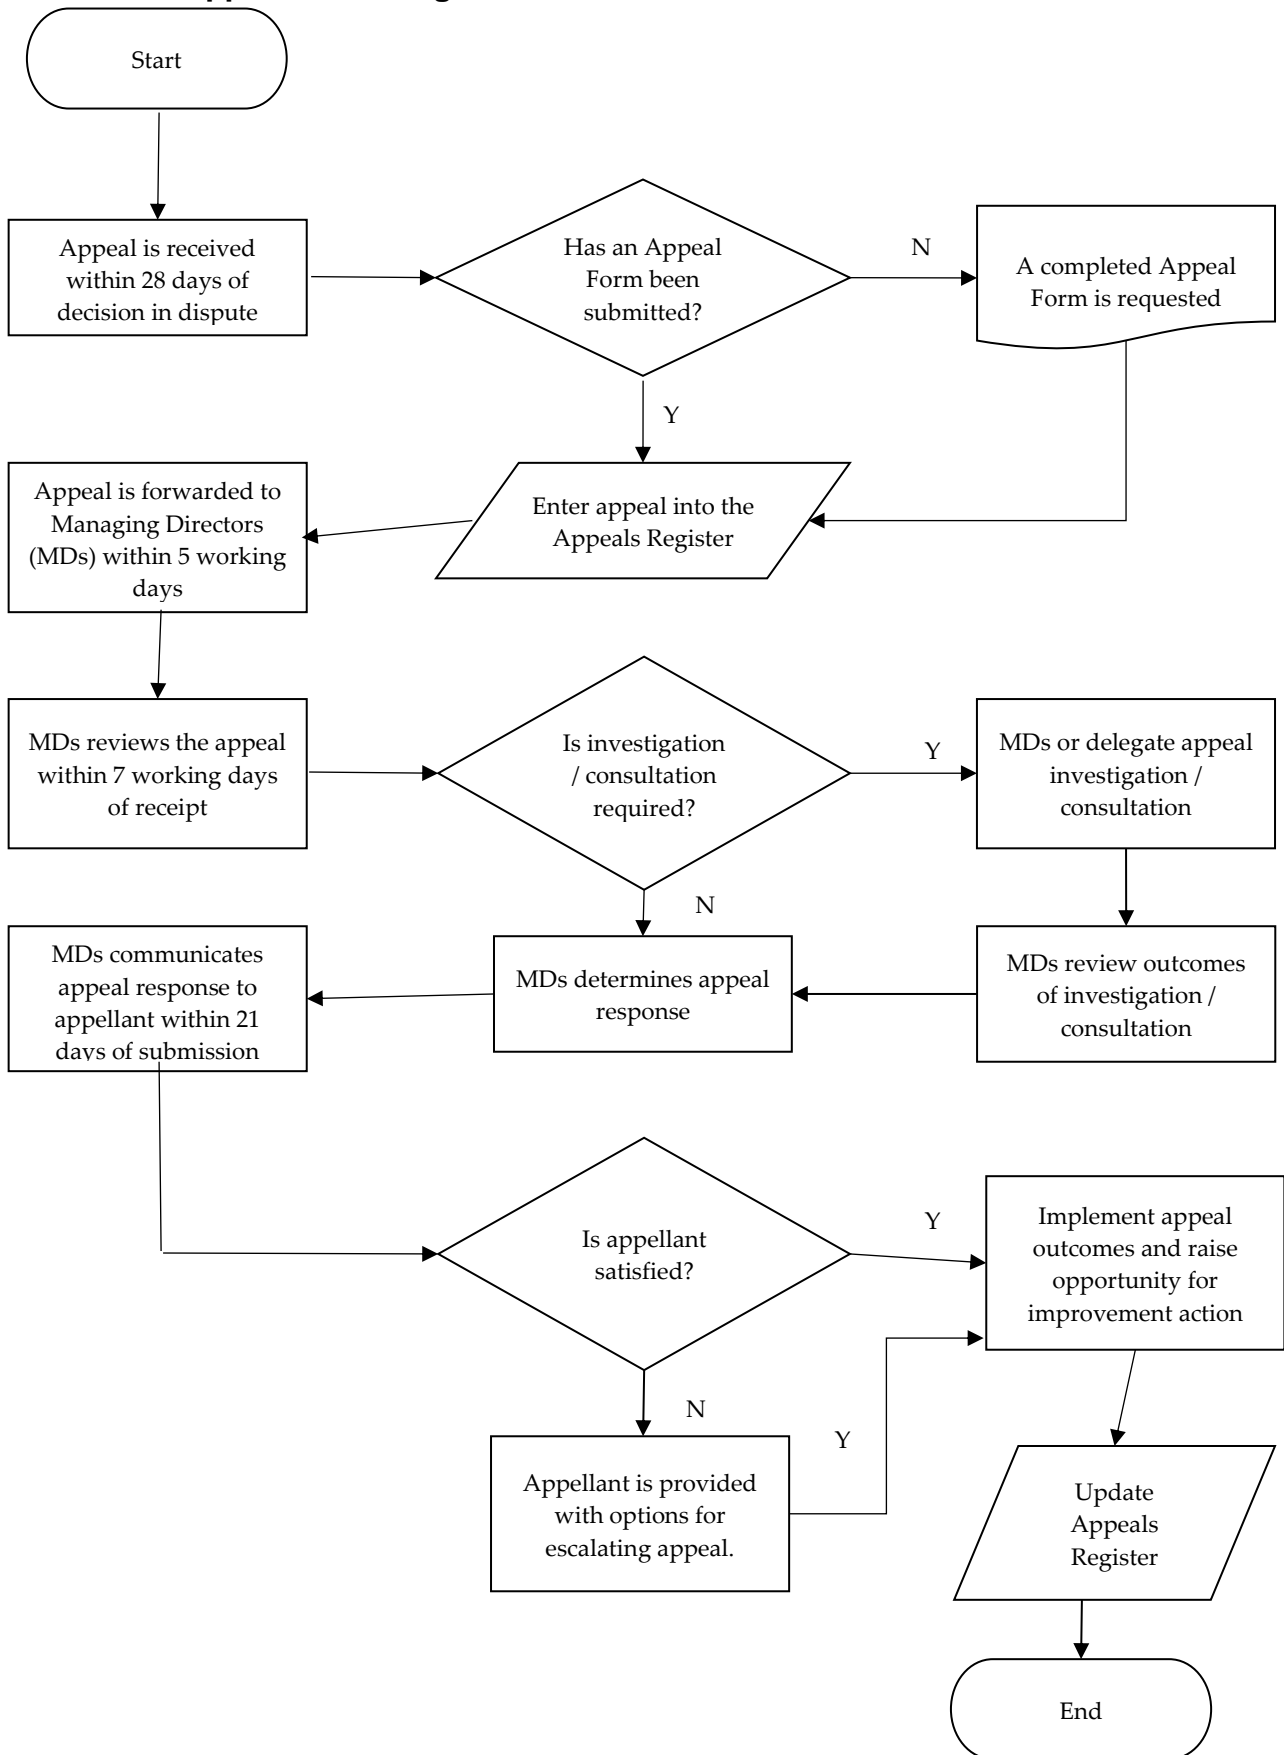 Start
Appeal is received
within 28 days of
decision in dispute
Has an Appeal
Form been
submitted?
N
A completed Appeal
Form is requested
Y
Enter appeal into the
Appeals Register
Appeal is forwarded to
Managing Directors
(MDs) within 5 working
days
MDs reviews the appeal
within 7 working days
of receipt
Is investigation
/ consultation
required?
Y
MDs or delegate appeal
investigation /
consultation
N
MDs review outcomes
of investigation /
consultation
MDs determines appeal
response
MDs communicates
appeal response to
appellant within 21
days of submission
Is appellant
satisfied?
Y
Implement appeal
outcomes and raise
opportunity for
improvement action
N
Appellant is provided
with options for
escalating appeal.
Y
Update
Appeals
Register
End